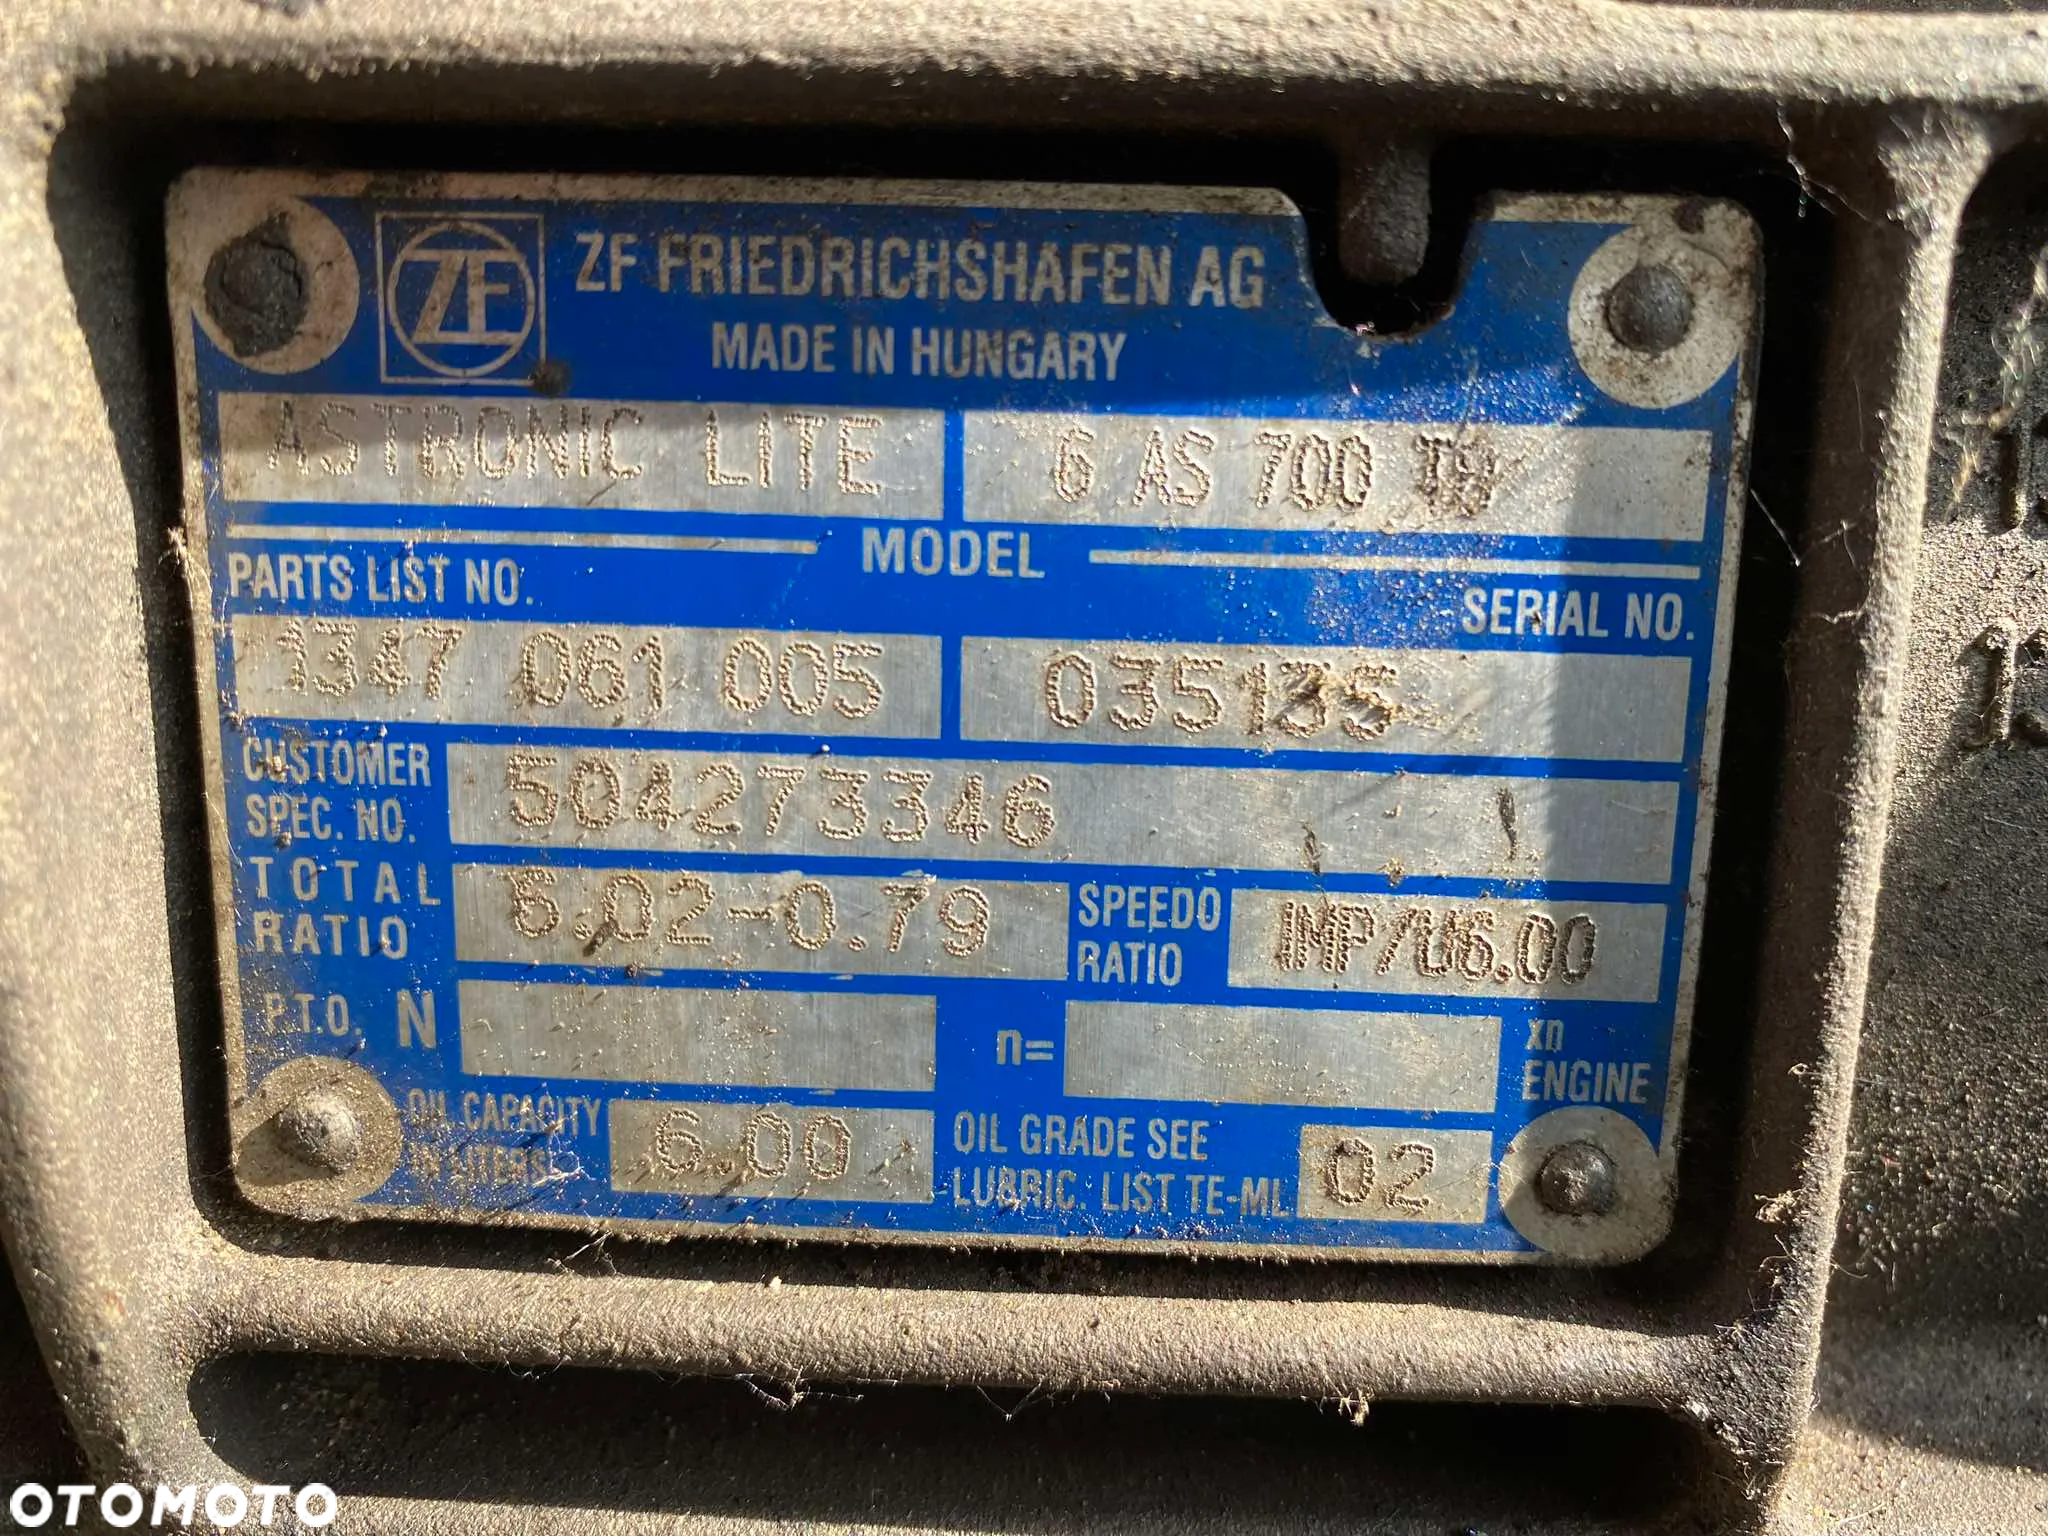 ZF
ZF FRIEDRICHSHAFEN AG
MADE IN HUNGARY
ASTRONIC LITE 6 AS 700
MODEL
PARTS LIST NO. SERIAL NO.
1347 061 005 035135
CUSTOMER SPEC. NO. 504273346
TOTAL RATIO 6.02-0.79 SPEEDO RATIO IMP/U6.00
P.T.O. N n= xn ENGINE
OIL CAPACITY IN LITERS 6.00 OIL GRADE SEE LUBRIC. LIST TE-ML 02
OTOMOTO